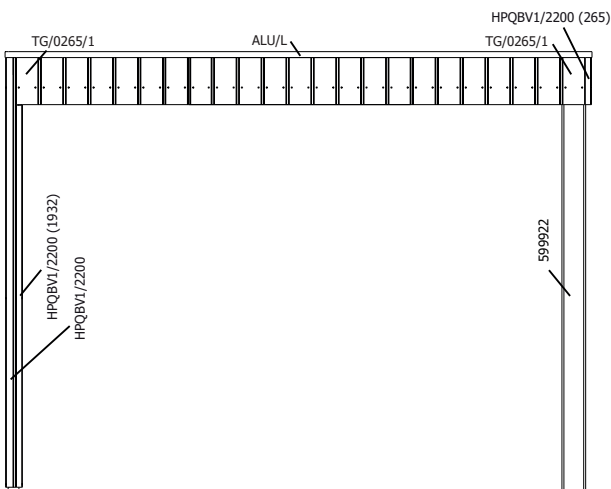 HPQBV1/2200 (265)
TG/0265/1
ALU/L
TG/0265/1
HPQBV1/2200 (1932)
HPQBV1/2200
599922